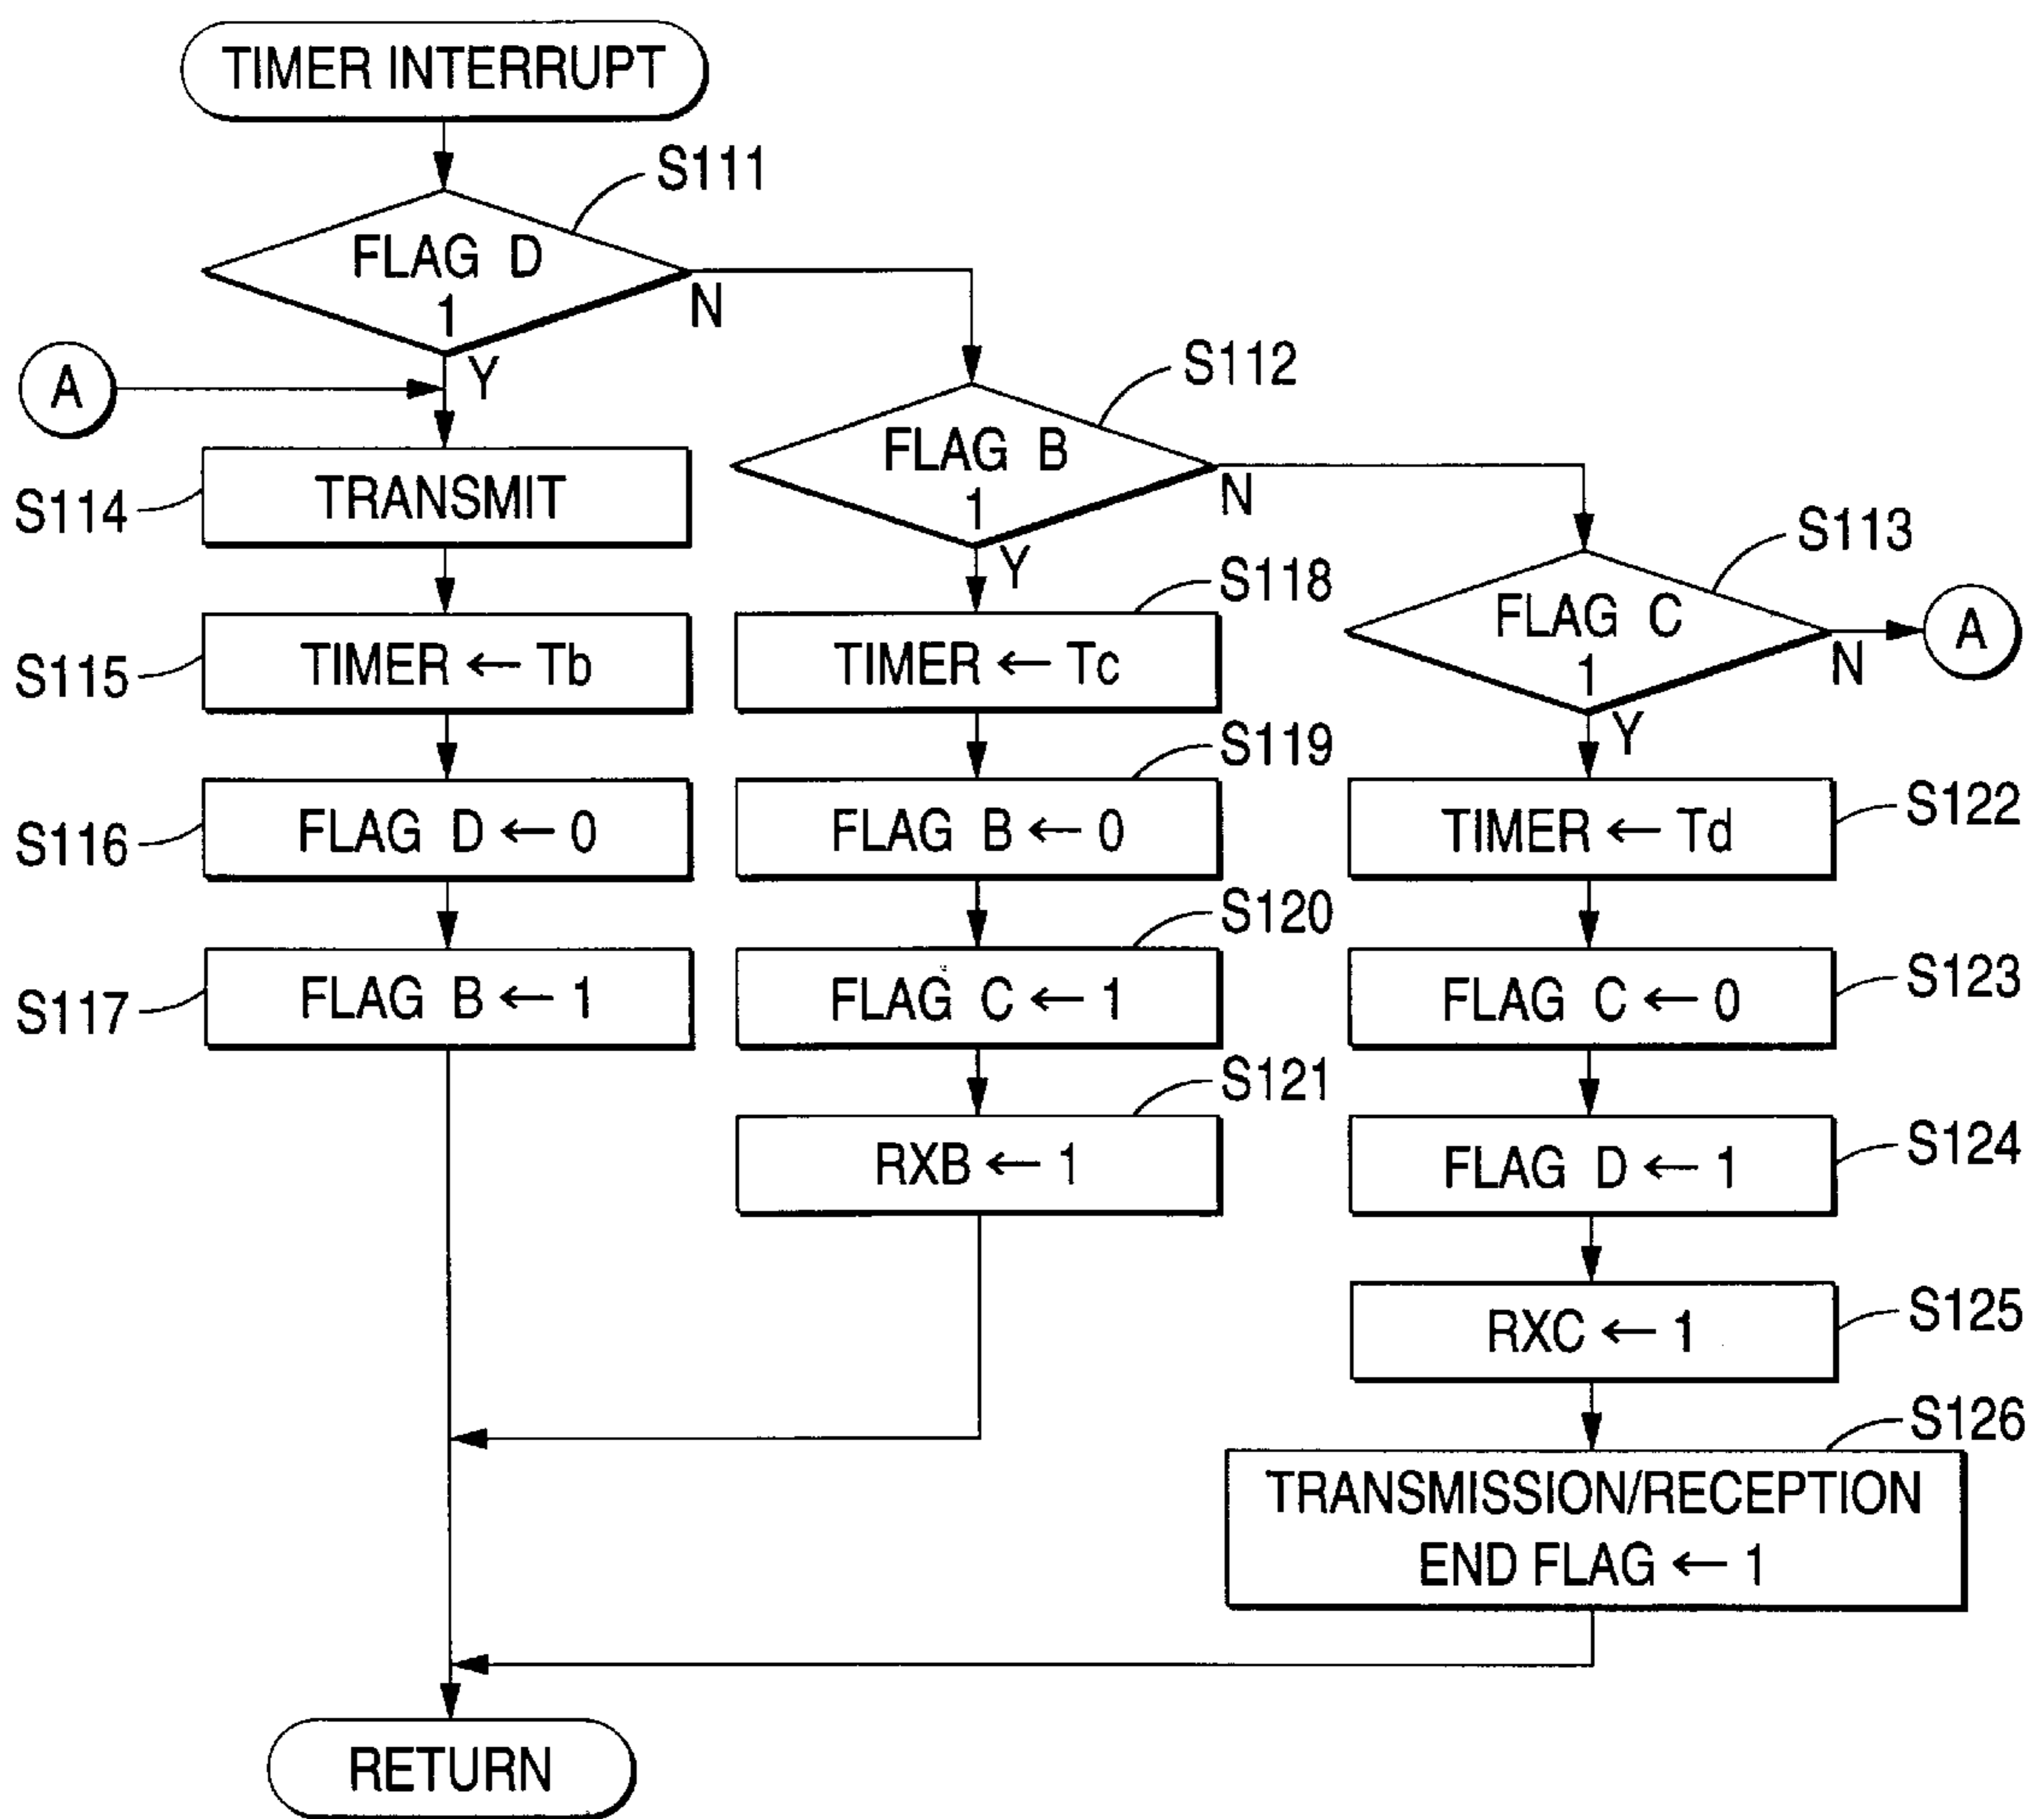 TIMER INTERRUPT
S111
FLAG D
1
N
Y
A
S112
FLAG B
1
N
Y
S113
FLAG C
1
N
A
Y
S114
TRANSMIT
S115
TIMER ← Tb
S116
FLAG D ← 0
S117
FLAG B ← 1
S118
TIMER ← Tc
S119
FLAG B ← 0
S120
FLAG C ← 1
S121
RXB ← 1
S122
TIMER ← Td
S123
FLAG C ← 0
S124
FLAG D ← 1
S125
RXC ← 1
S126
TRANSMISSION/RECEPTION
END FLAG ← 1
RETURN